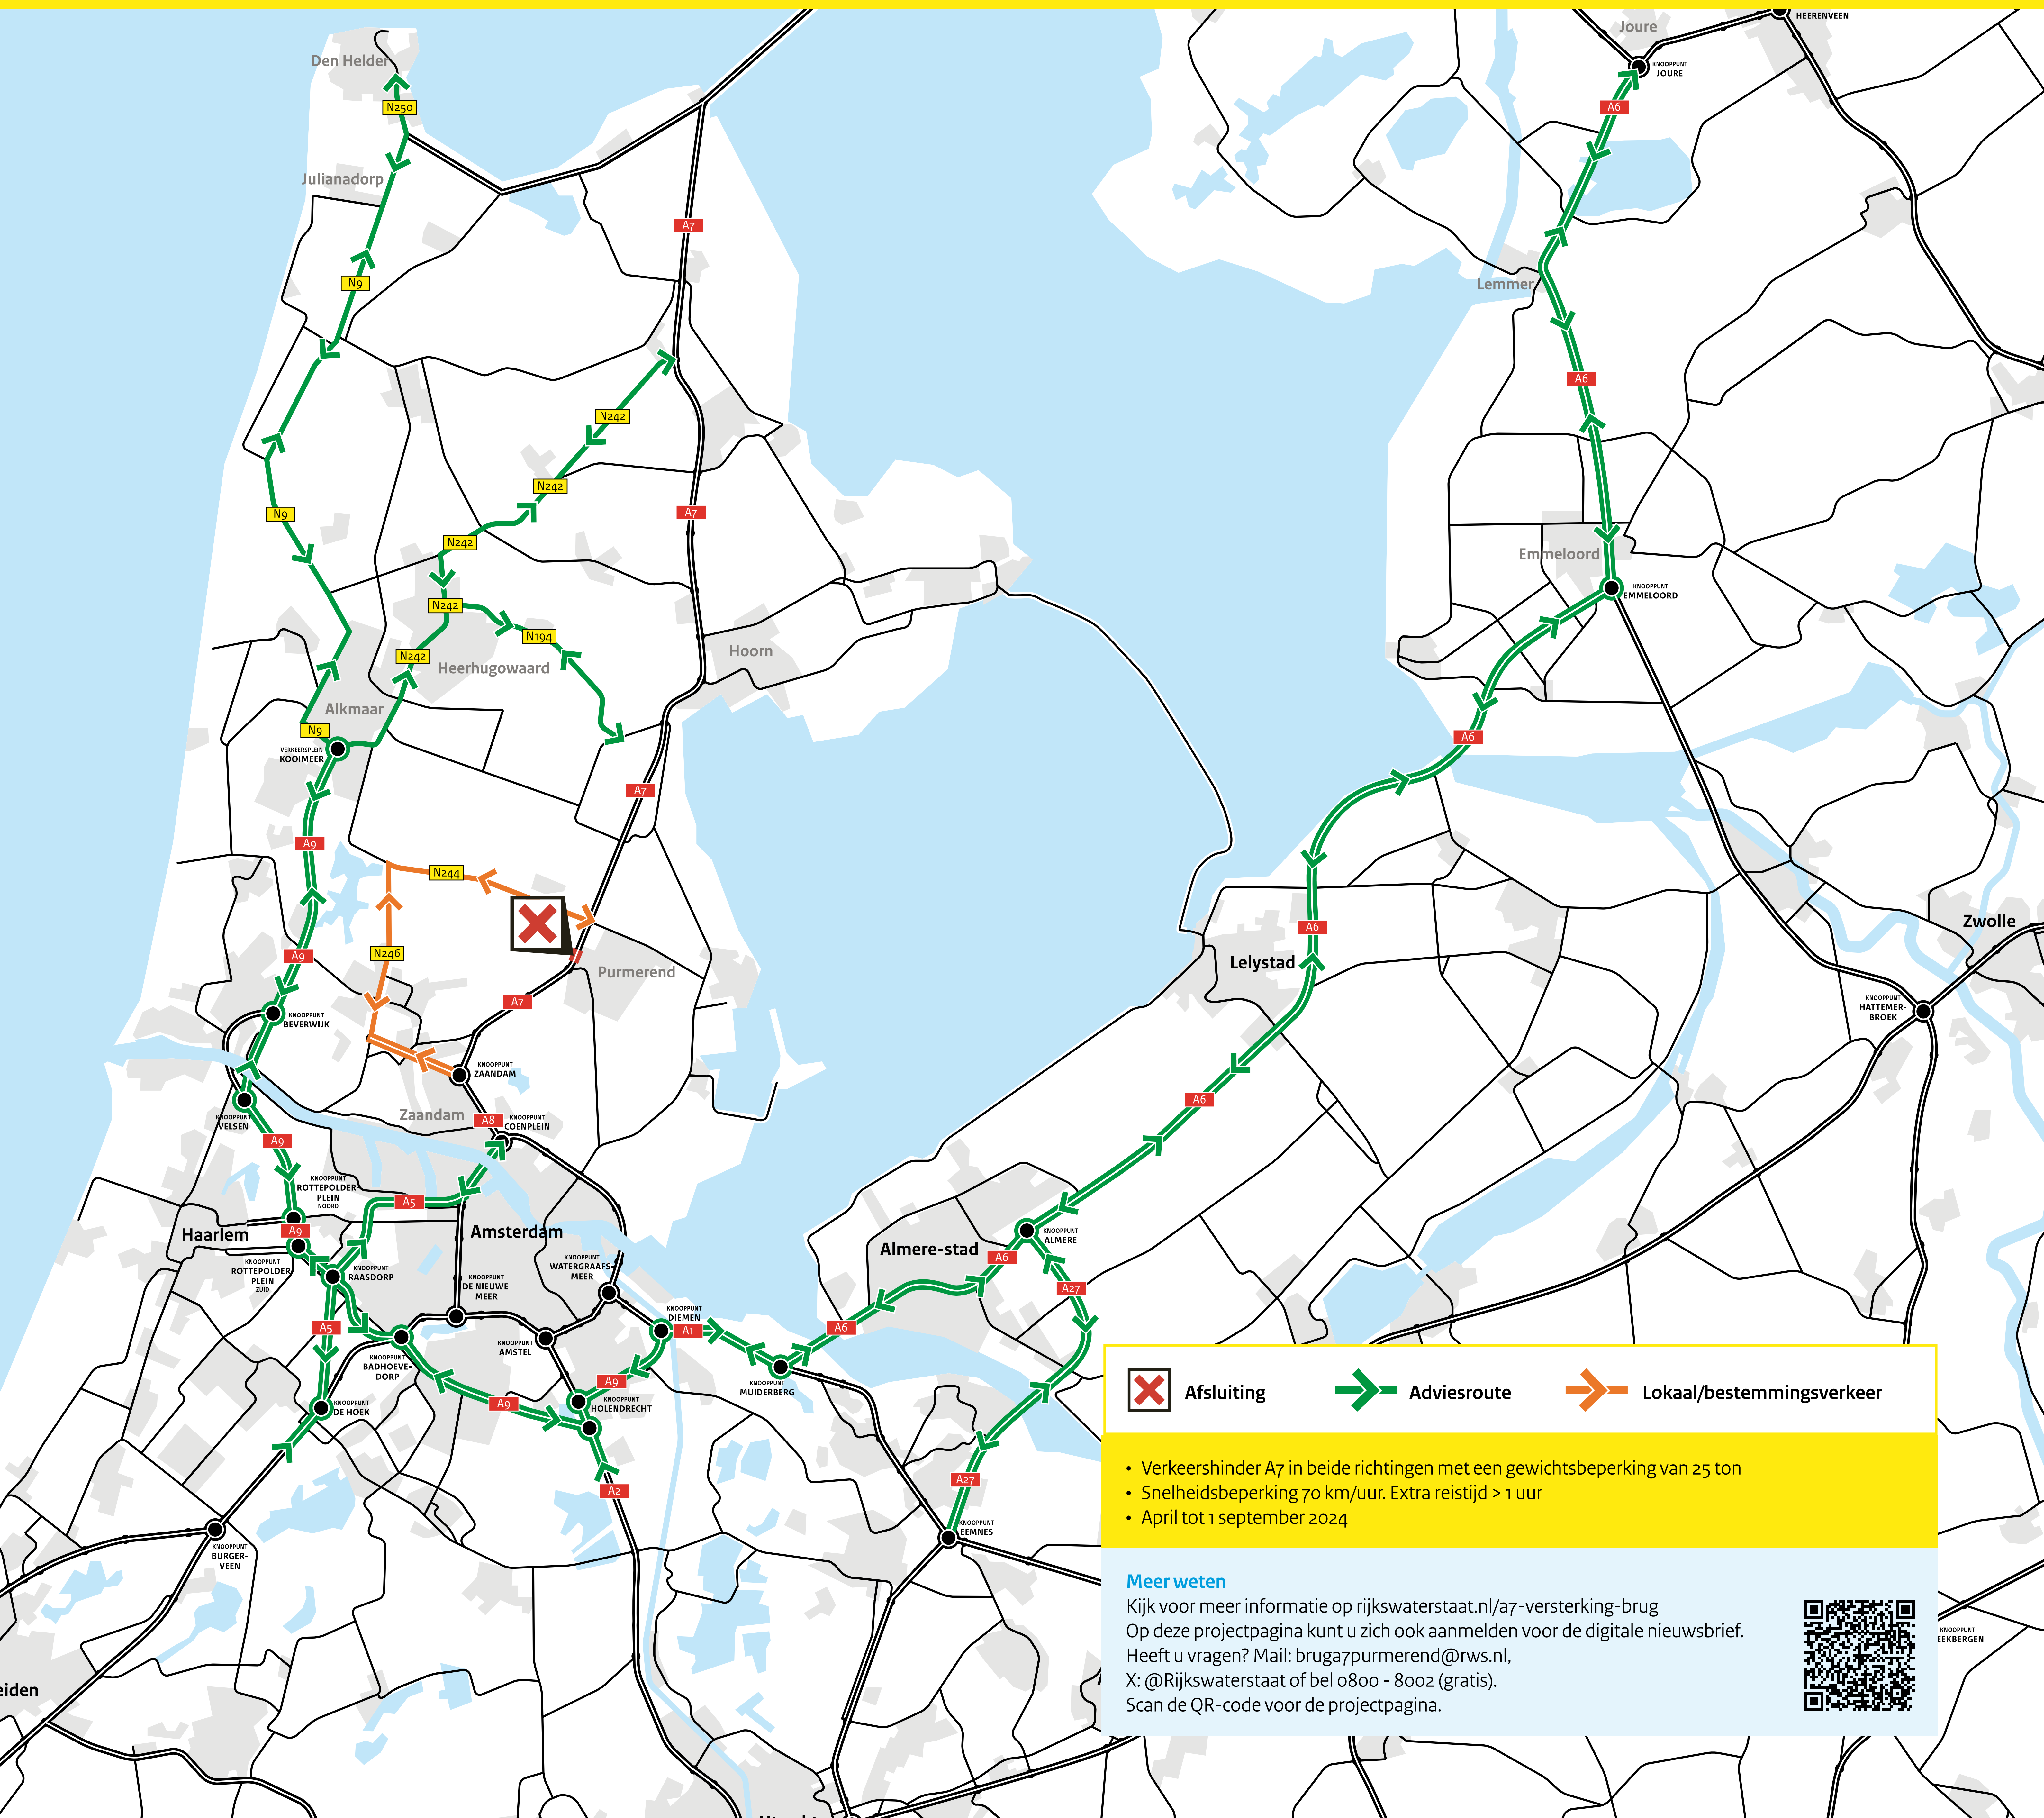 Joure
HEERENVEEN
KNOOPPUNT
JOURE
A6
Den Helder
N250
Julianadorp
A7
N9
Lemmer
A6
N242
N242
N9
A7
N242
Emmeloord
KNOOPPUNT
EMMELOORD
N242
N194
N242
Heerhugowaard
Hoorn
Alkmaar
N9
VERKEERSPLEIN
KOOIMEER
A6
A7
A9
N244
N246
A9
Purmerend
A7
A6
Lelystad
Zwolle
KNOOPPUNT
HATTEMER-
BROEK
KNOOPPUNT
BEVERWIJK
KNOOPPUNT
ZAANDAM
Zaandam
A8
KNOOPPUNT
COENPLEIN
A6
KNOOPPUNT
VELSEN
A9
KNOOPPUNT
ROTTEPOLDER-
PLEIN
NOORD
A5
Haarlem
A9
Amsterdam
KNOOPPUNT
ROTTEPOLDER
PLEIN
ZUID
KNOOPPUNT
RAASDORP
KNOOPPUNT
WATERGRAAFS-
MEER
KNOOPPUNT
DE NIEUWE
MEER
Almere-stad
A6
KNOOPPUNT
ALMERE
A27
KNOOPPUNT
DIEMEN
A1
A6
A5
KNOOPPUNT
AMSTEL
KNOOPPUNT
BADHOEVE-
DORP
KNOOPPUNT
MUIDERBERG
A9
A9
KNOOPPUNT
HOLENDRECHT
KNOOPPUNT
DE HOEK
A2
A27
KNOOPPUNT
EEMNES
KNOOPPUNT
BURGER-
VEEN
eiden
KNOOPPUNT
EEKBERGEN
Afsluiting
Adviesroute
Lokaal/bestemmingsverkeer
• Verkeershinder A7 in beide richtingen met een gewichtsbeperking van 25 ton
• Snelheidsbeperking 70 km/uur. Extra reistijd > 1 uur
• April tot 1 september 2024
Meer weten
Kijk voor meer informatie op rijkswaterstaat.nl/a7-versterking-brug
Op deze projectpagina kunt u zich ook aanmelden voor de digitale nieuwsbrief.
Heeft u vragen? Mail: bruga7purmerend@rws.nl,
X: @Rijkswaterstaat of bel 0800 - 8002 (gratis).
Scan de QR-code voor de projectpagina.